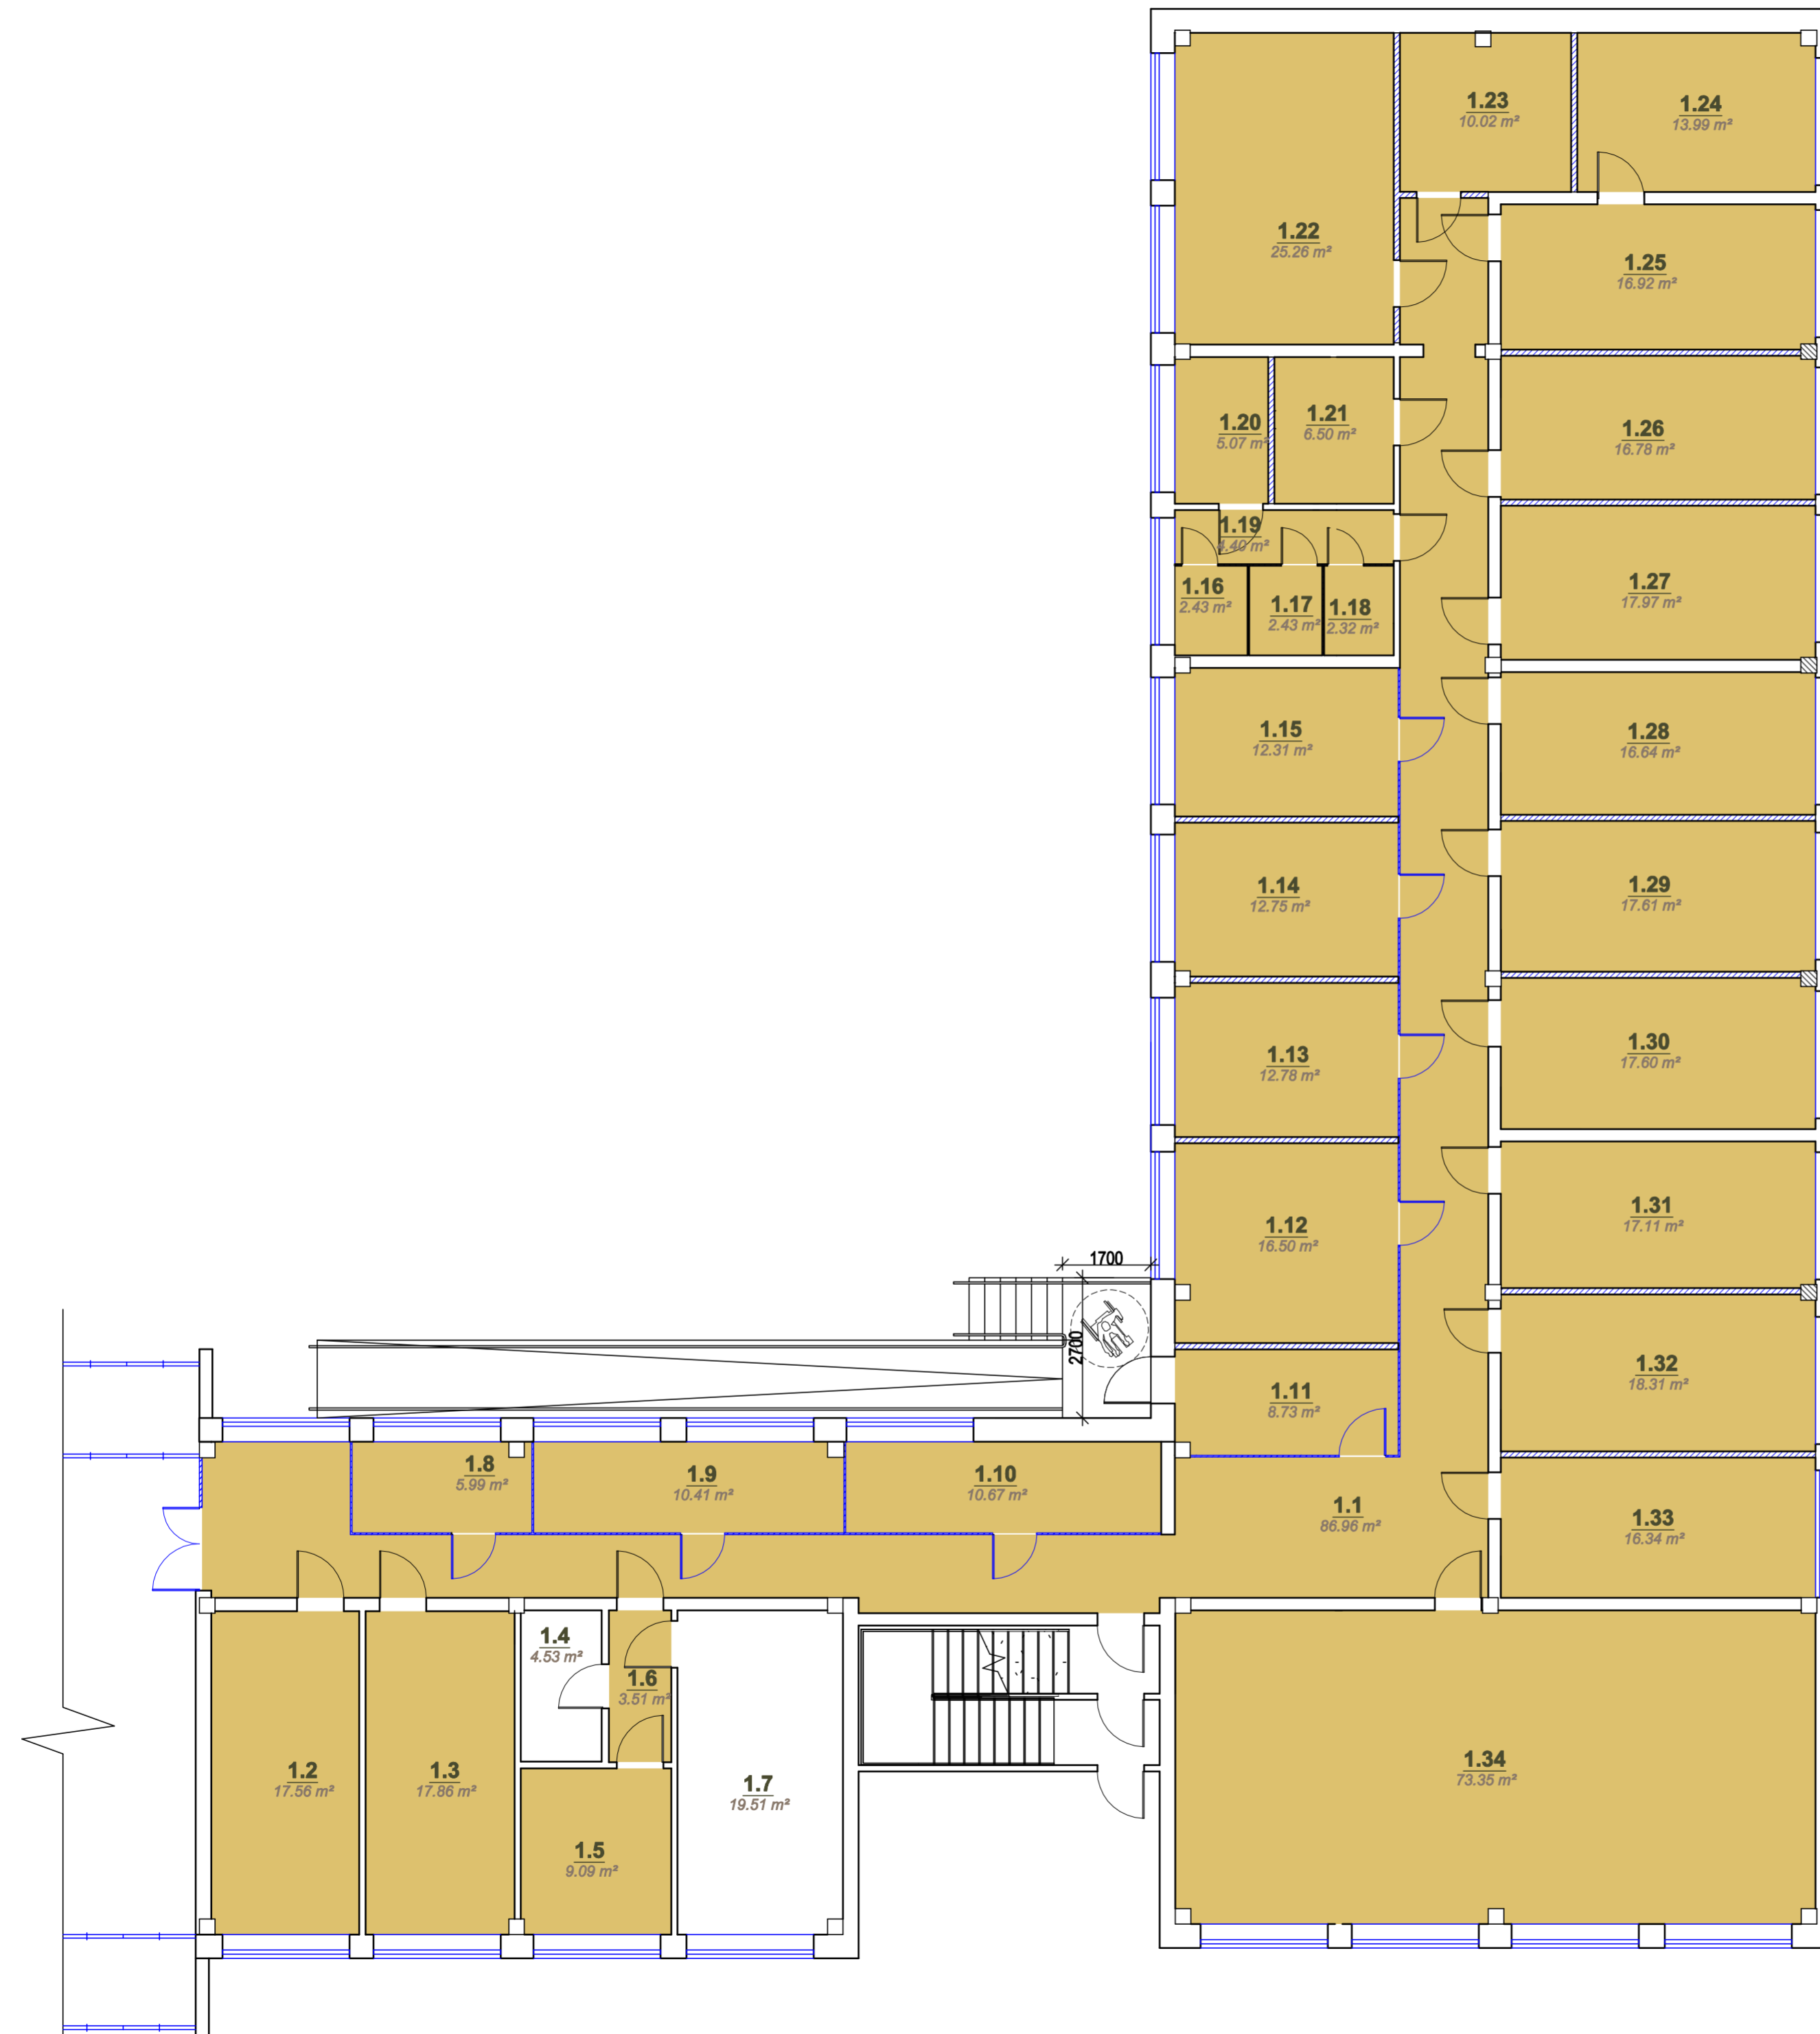 1.23
10.02 m²
1.24
13.99 m²
1.22
25.26 m²
1.25
16.92 m²
1.20
5.07 m²
1.21
6.50 m²
1.26
16.78 m²
1.19
4.40 m²
1.16
2.43 m²
1.17
2.43 m²
1.18
2.32 m²
1.27
17.97 m²
1.15
12.31 m²
1.28
16.64 m²
1.14
12.75 m²
1.29
17.61 m²
1.13
12.78 m²
1.30
17.60 m²
1.12
16.50 m²
1.31
17.11 m²
1700
2700
1.11
8.73 m²
1.32
18.31 m²
1.8
5.99 m²
1.9
10.41 m²
1.10
10.67 m²
1.1
86.96 m²
1.33
16.34 m²
1.4
4.53 m²
1.6
3.51 m²
1.2
17.56 m²
1.3
17.86 m²
1.7
19.51 m²
1.34
73.35 m²
1.5
9.09 m²